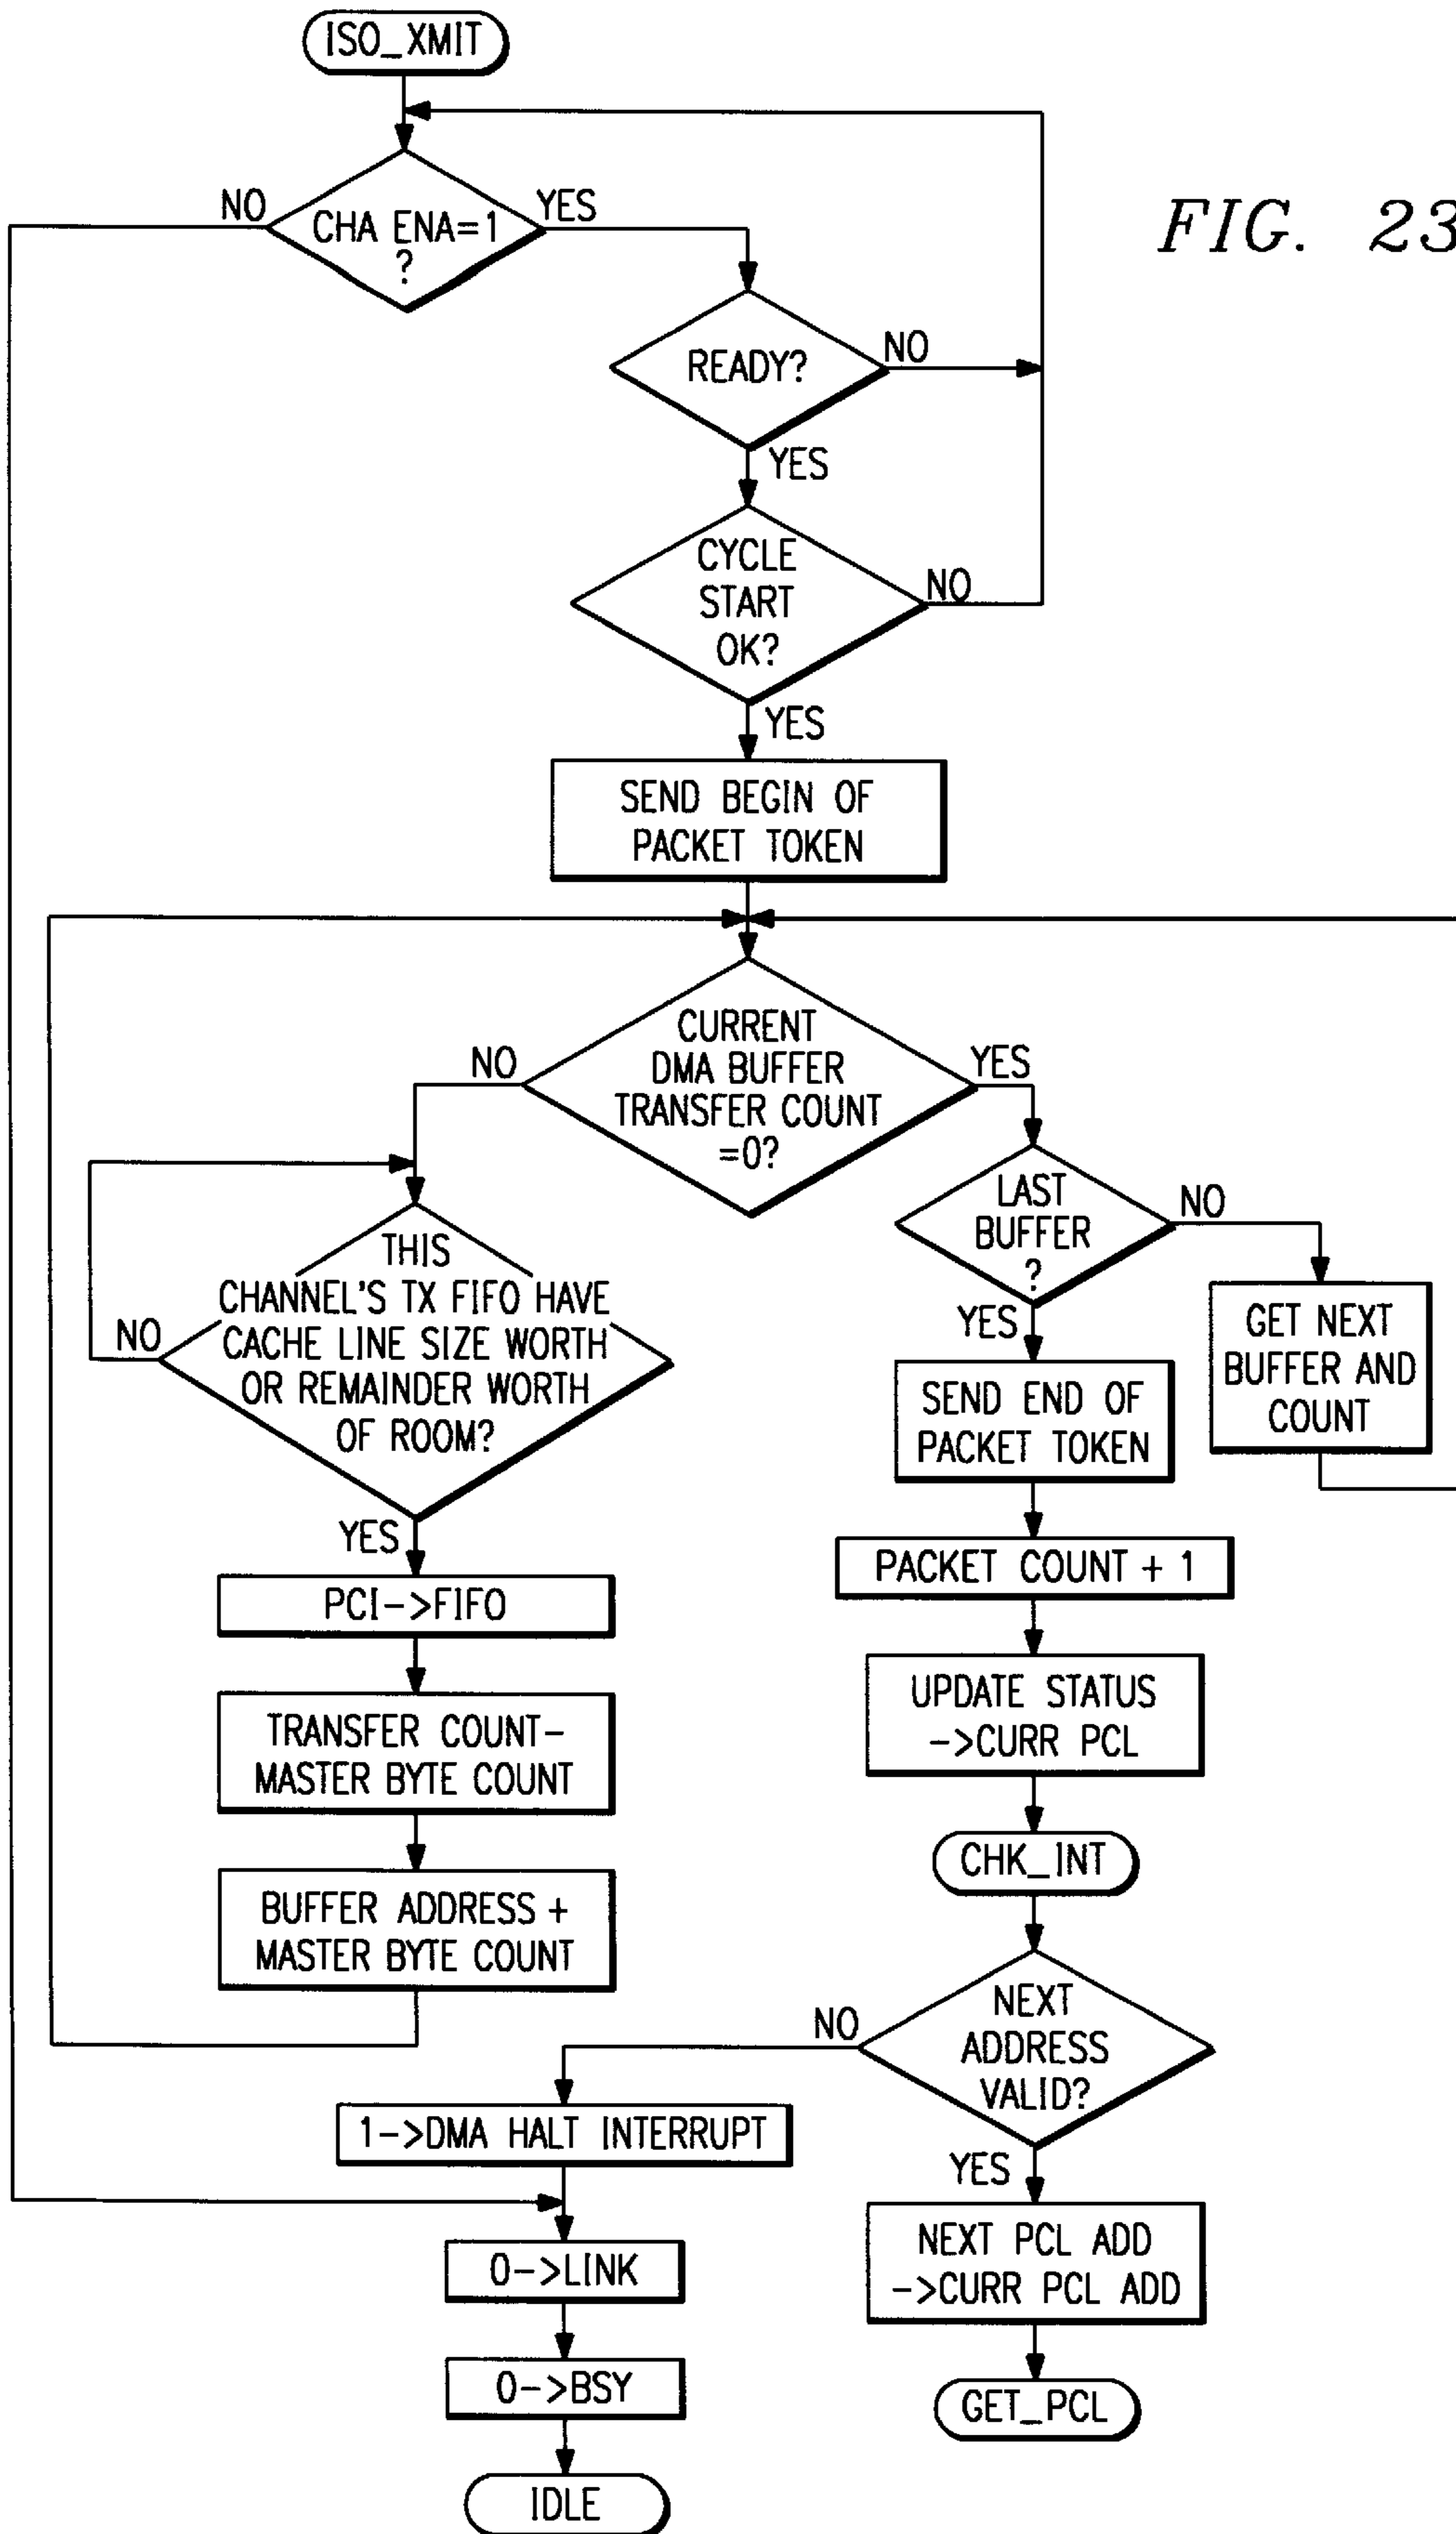 ISO_XMIT
FIG. 23
NO
CHA ENA=1
?
YES
READY?
NO
YES
CYCLE
START
OK?
NO
YES
SEND BEGIN OF
PACKET TOKEN
NO
CURRENT
DMA BUFFER
TRANSFER COUNT
=0?
YES
THIS
CHANNEL'S TX FIFO HAVE
CACHE LINE SIZE WORTH
OR REMAINDER WORTH
OF ROOM?
NO
YES
PCI->FIFO
TRANSFER COUNT-
MASTER BYTE COUNT
BUFFER ADDRESS +
MASTER BYTE COUNT
LAST
BUFFER
?
NO
YES
GET NEXT
BUFFER AND
COUNT
SEND END OF
PACKET TOKEN
PACKET COUNT + 1
UPDATE STATUS
->CURR PCL
CHK_INT
NEXT
ADDRESS
VALID?
NO
YES
1->DMA HALT INTERRUPT
0->LINK
0->BSY
IDLE
NEXT PCL ADD
->CURR PCL ADD
GET_PCL